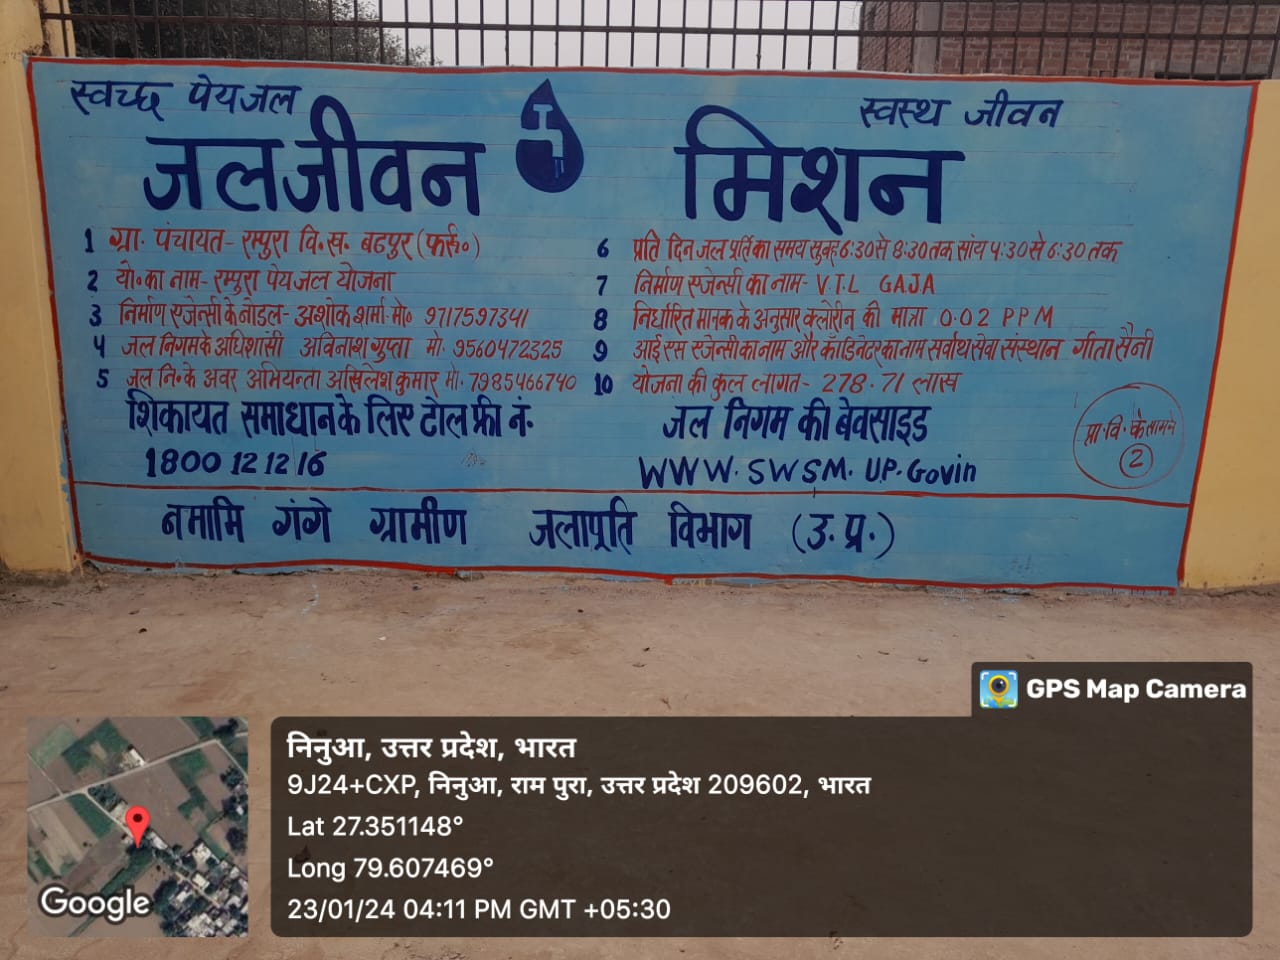 स्वच्छ पेयजल
स्वस्थ जीवन
जलजीवन मिशन
1 ग्रा. पंचायत- रम्पुरा वि.ख. बढपुर (फर्रु०)
2 यो. का नाम- रम्पुरा पेयजल योजना
3 निर्माण एजेन्सी के नोडल- अशोक शर्मा- मो० 9717597341
4 जल निगम के अधिशासी अविनाश गुप्ता मो. 9560472325
5 जल नि. के अवर अभियन्ता अखिलेश कुमार मो. 7985466740
6 प्रति दिन जल प्रर्ति का समय सुबह 6:30 से 8:30 तक सांय 4:30 से 6:30 तक
7 निर्माण एजेन्सी का नाम- V.T.L GAJA
8 निर्धारित मानक के अनुसार क्लोरीन की मात्रा 0.02 PPM
9 आई एस एजेन्सी का नाम और कॉर्डिनेटर का नाम सर्वोथ सेवा संस्थान गीता सैनी
10 योजना की कुल लागत- 278.71 लाख
शिकायत समाधान के लिए टोल फ्री नं.
1800 12 12 16
जल निगम की बेवसाइड
WWW. SWSM. UP. Govin
प्रा. वि. के सामने
2
नमामि गंगे ग्रामीण जलाप्रति विभाग (उ. प्र.)
GPS Map Camera
निनुआ, उत्तर प्रदेश, भारत
9J24+CXP, निनुआ, राम पुरा, उत्तर प्रदेश 209602, भारत
Lat 27.351148°
Long 79.607469°
23/01/24 04:11 PM GMT +05:30
Google